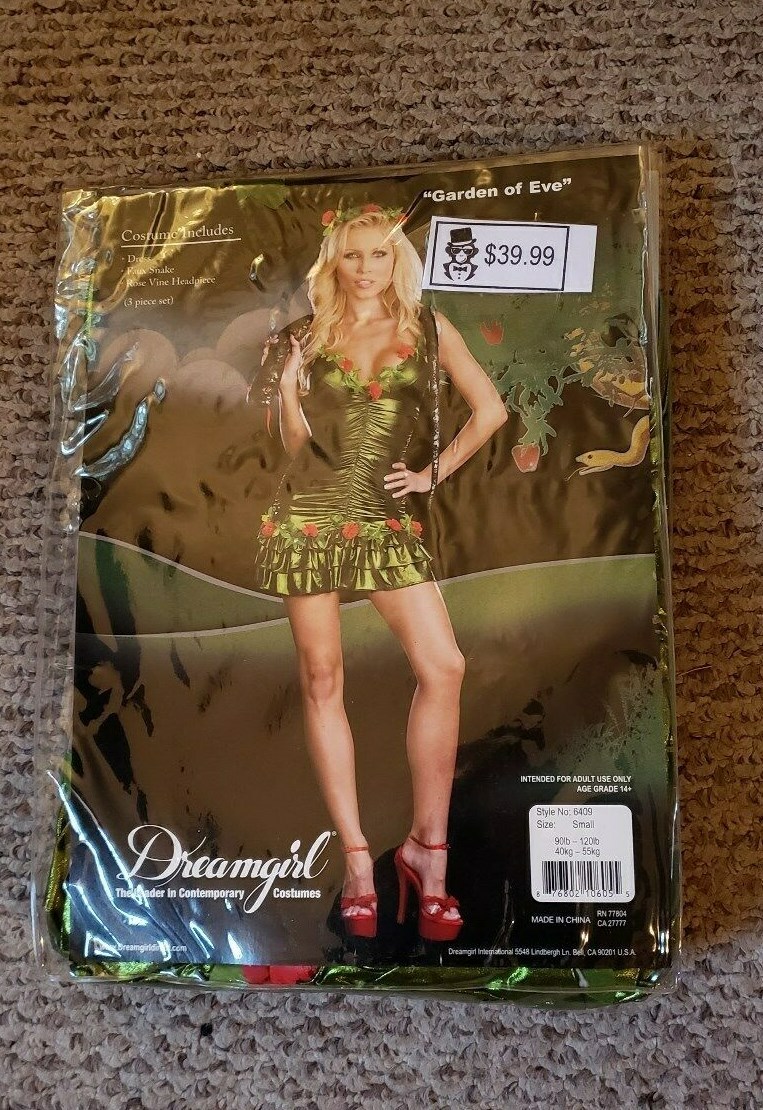 "Garden of Eve"
$39.99
Costume Includes
· Dress
· Faux Snake
· Rose Vine Headpiece
(3 piece set)
INTENDED FOR ADULT USE ONLY
AGE GRADE 14+
Style No: 6409
Size: Small
90lb – 120lb
40kg – 55kg
76802 10605 5
MADE IN CHINA
RN 77804
CA 27777
Dreamgirl®
The Leader in Contemporary Costumes
Dreamgirl International 5548 Lindbergh Ln. Bell, CA 90201 U.S.A.